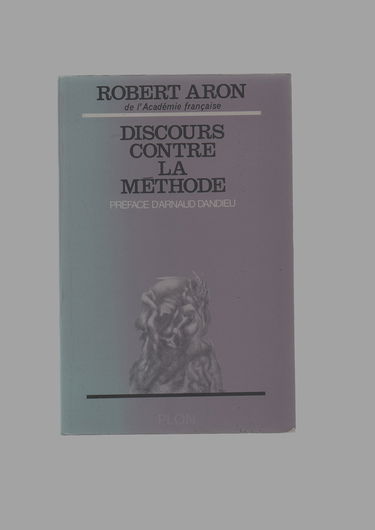 ROBERT ARON
de l'Académie française
DISCOURS
CONTRE
LA
MÉTHODE
PRÉFACE D'ARNAUD DANDIEU
PLON